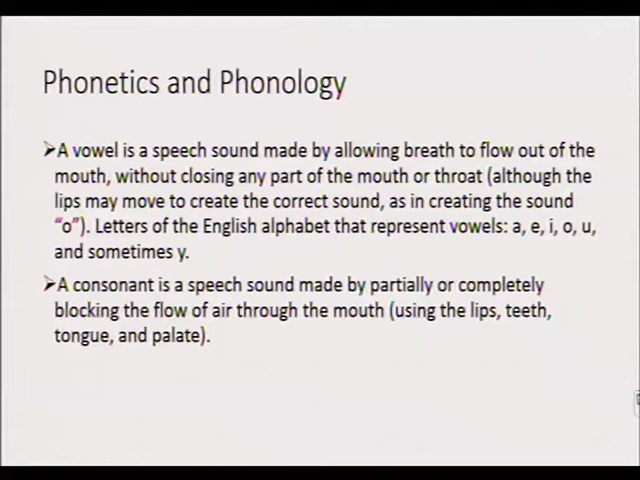 Phonetics and Phonology
➢A vowel is a speech sound made by allowing breath to flow out of the
mouth, without closing any part of the mouth or throat (although the
lips may move to create the correct sound, as in creating the sound
“o”). Letters of the English alphabet that represent vowels: a, e, i, o, u,
and sometimes y.
➢A consonant is a speech sound made by partially or completely
blocking the flow of air through the mouth (using the lips, teeth,
tongue, and palate).